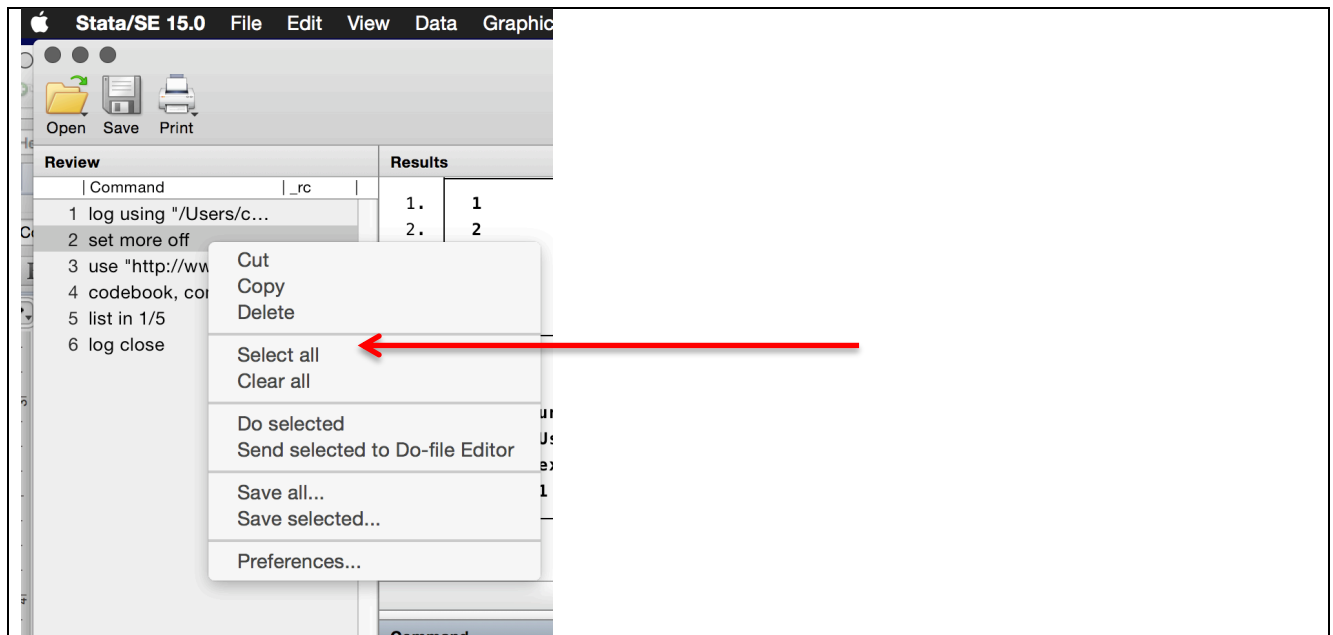 Stata/SE 15.0 File Edit View Data Graphic
Open Save Print
Review Results
Command _rc
1 log using "/Users/c...
2 set more off
3 use "http://ww
4 codebook, cor
5 list in 1/5
6 log close
1. 1
2. 2
Cut
Copy
Delete
Select all
Clear all
Do selected
Send selected to Do-file Editor
Save all...
Save selected...
Preferences...